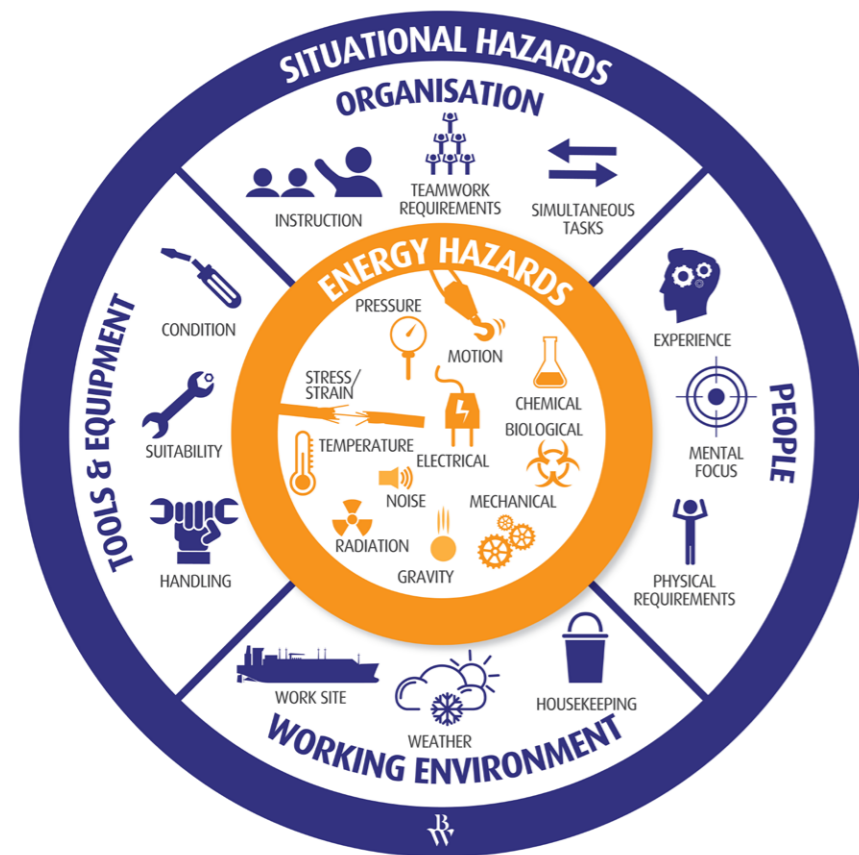 SITUATIONAL HAZARDS
ORGANISATION
INSTRUCTION
TEAMWORK
REQUIREMENTS
SIMULTANEOUS
TASKS
PEOPLE
EXPERIENCE
MENTAL
FOCUS
PHYSICAL
REQUIREMENTS
WORKING ENVIRONMENT
WORK SITE
WEATHER
HOUSEKEEPING
TOOLS & EQUIPMENT
CONDITION
SUITABILITY
HANDLING
ENERGY HAZARDS
PRESSURE
MOTION
CHEMICAL
STRESS/
STRAIN
BIOLOGICAL
TEMPERATURE
ELECTRICAL
NOISE
MECHANICAL
RADIATION
GRAVITY
BW